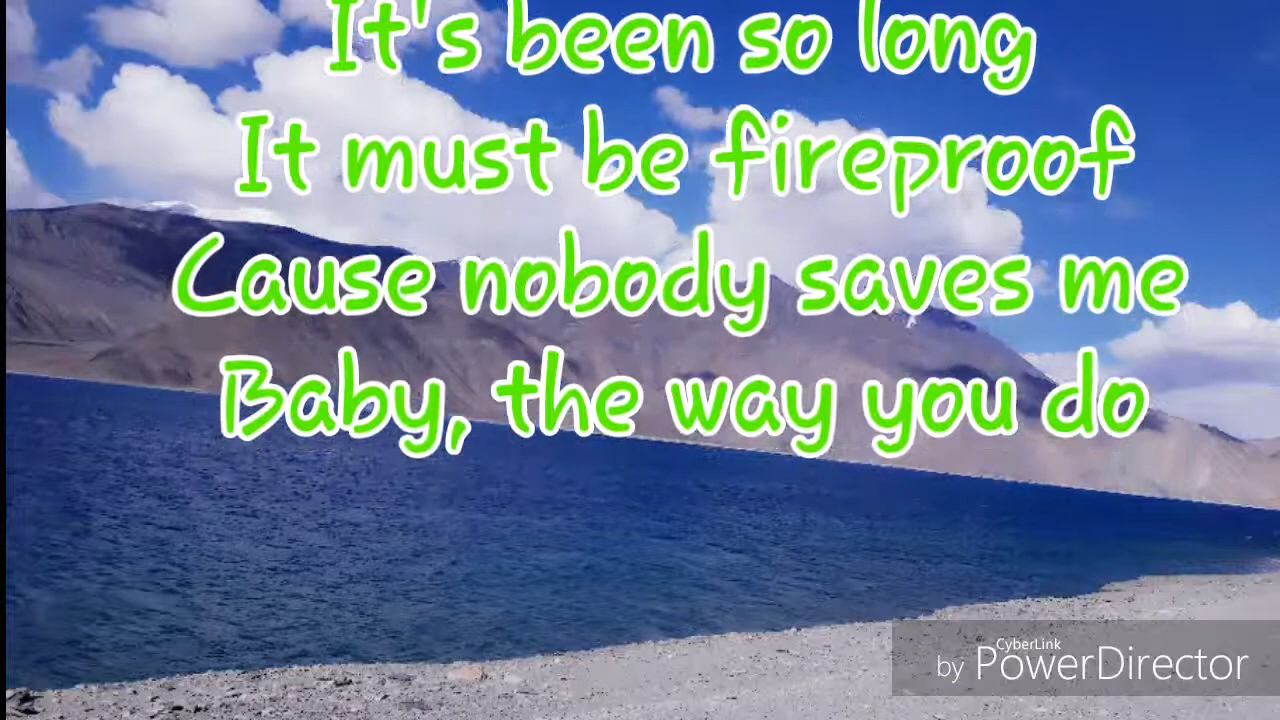 It's been so long
It must be fireproof
Cause nobody saves me
Baby, the way you do
CyberLink
by PowerDirector